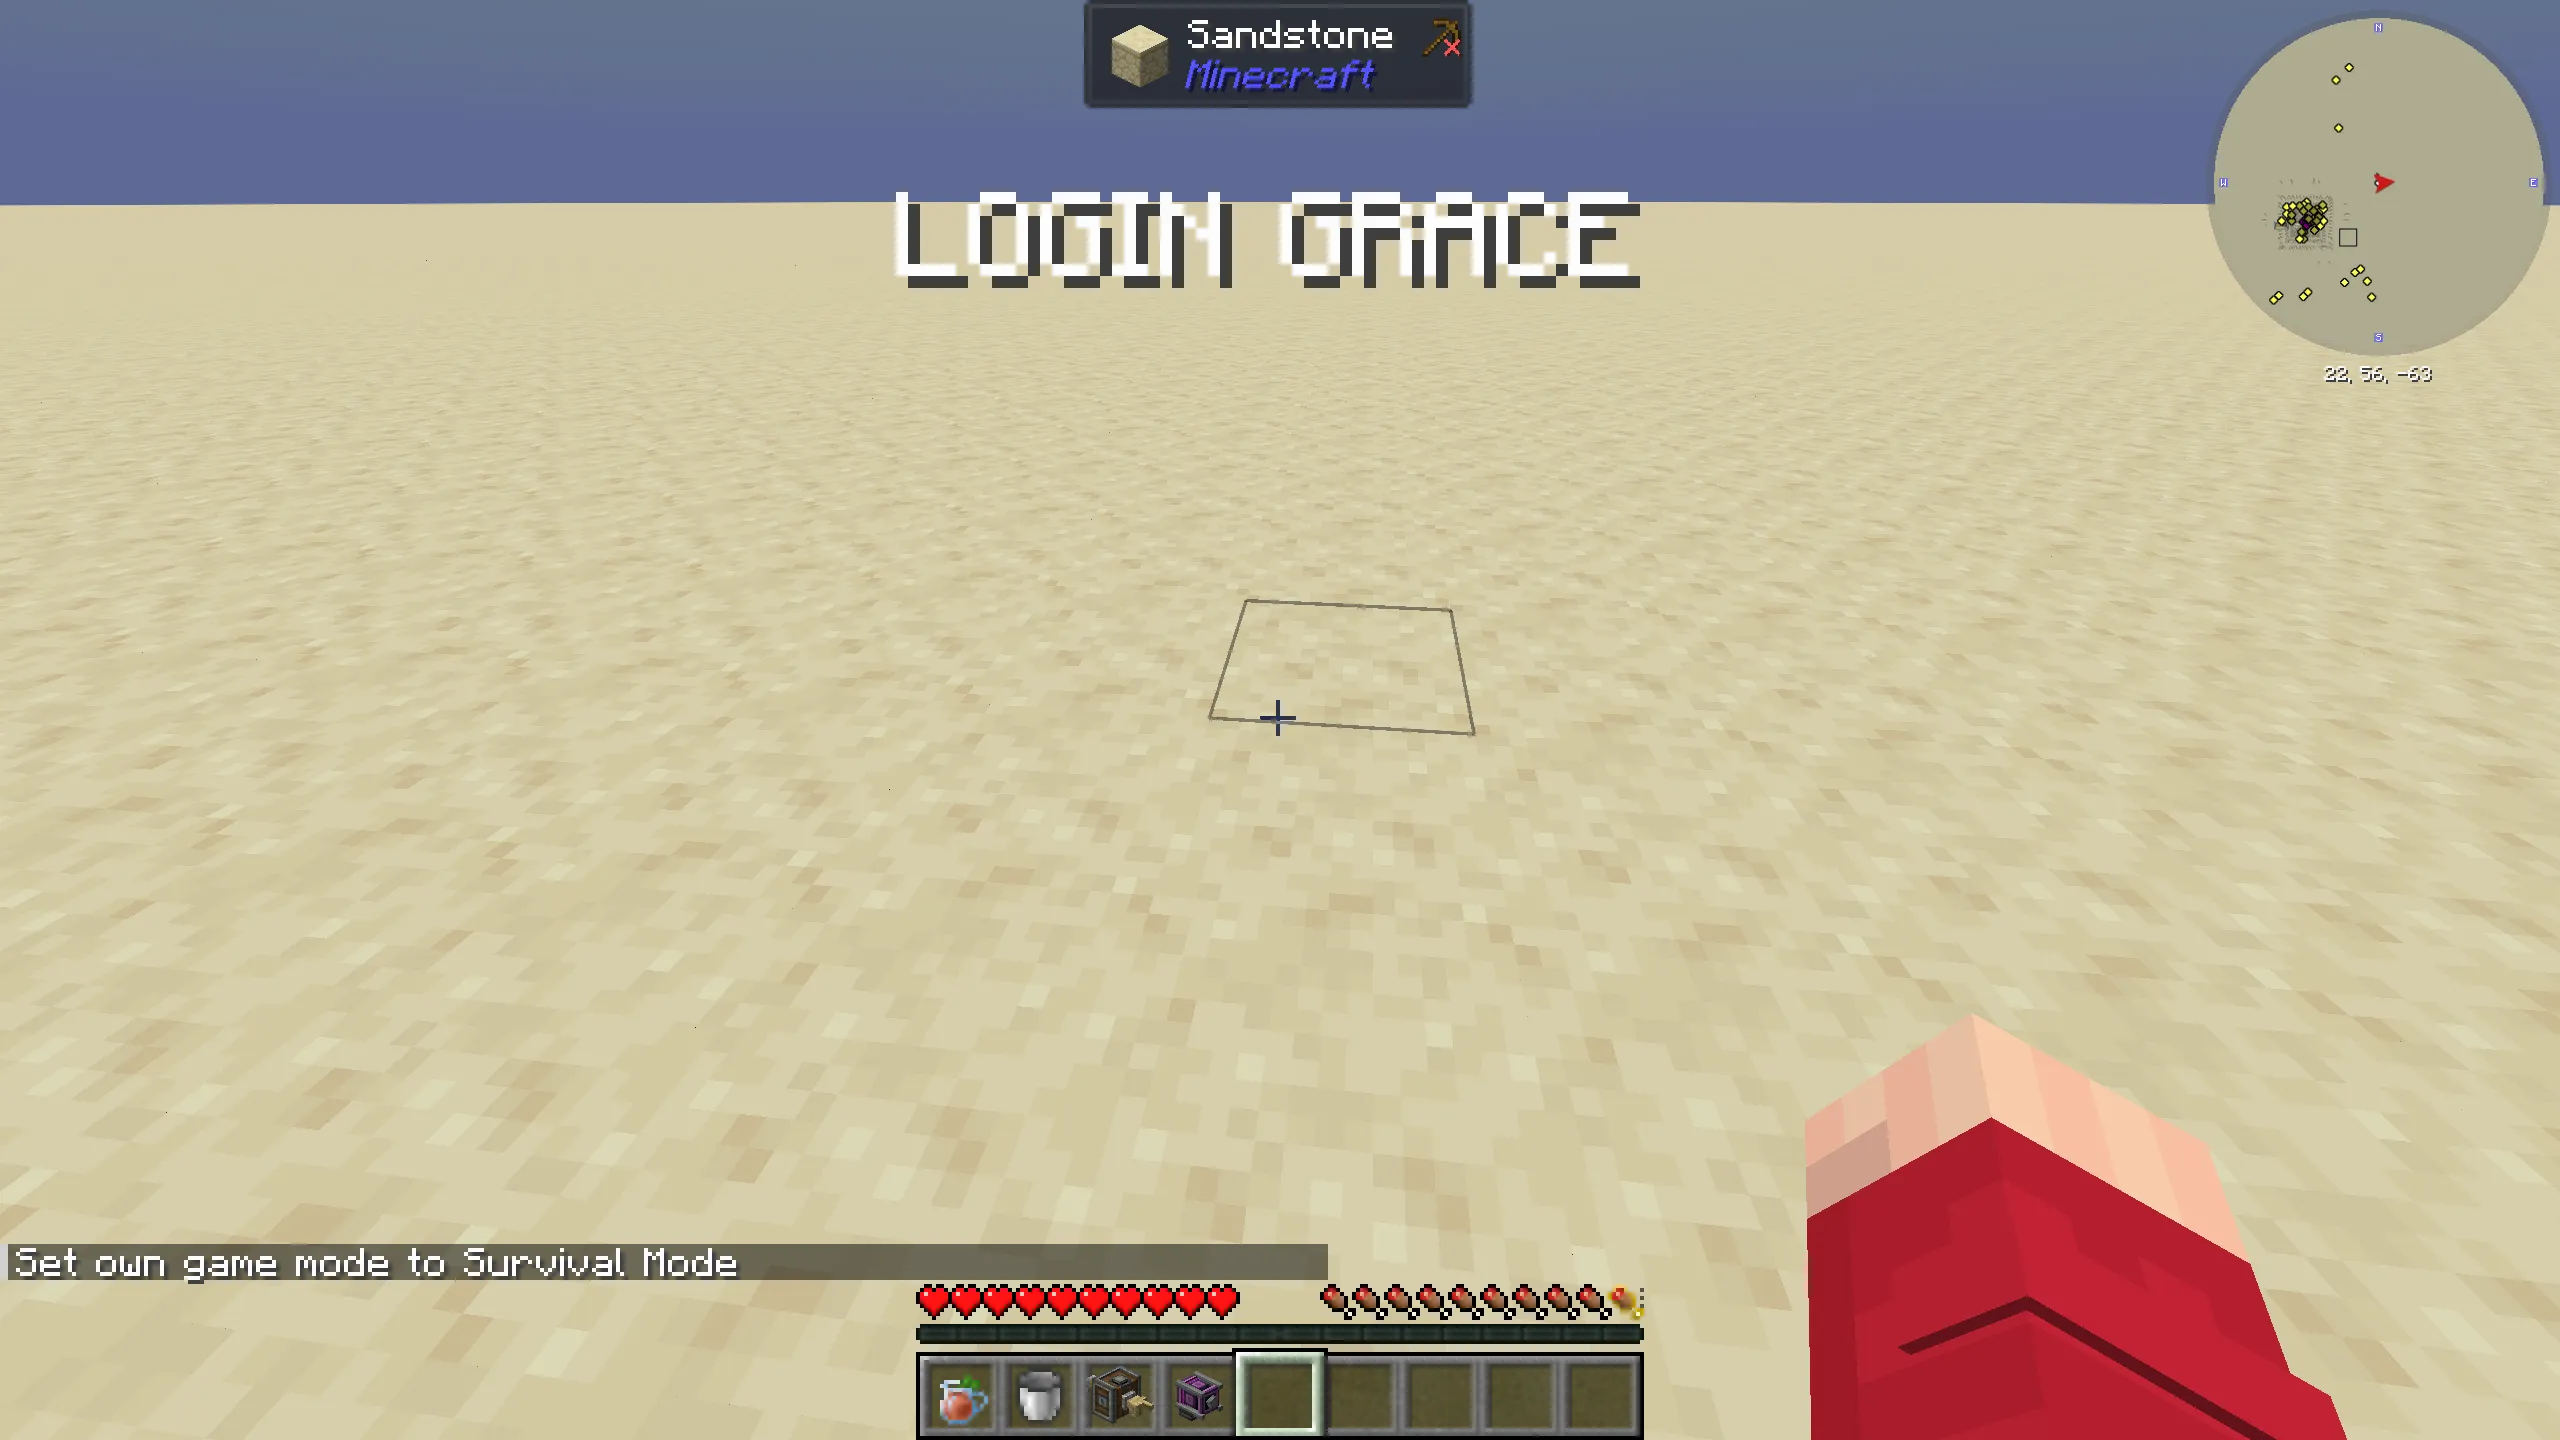 Sandstone
Minecraft
N
LOGIN GRACE
W
E
S
22, 56, -63
Set own game mode to Survival Mode